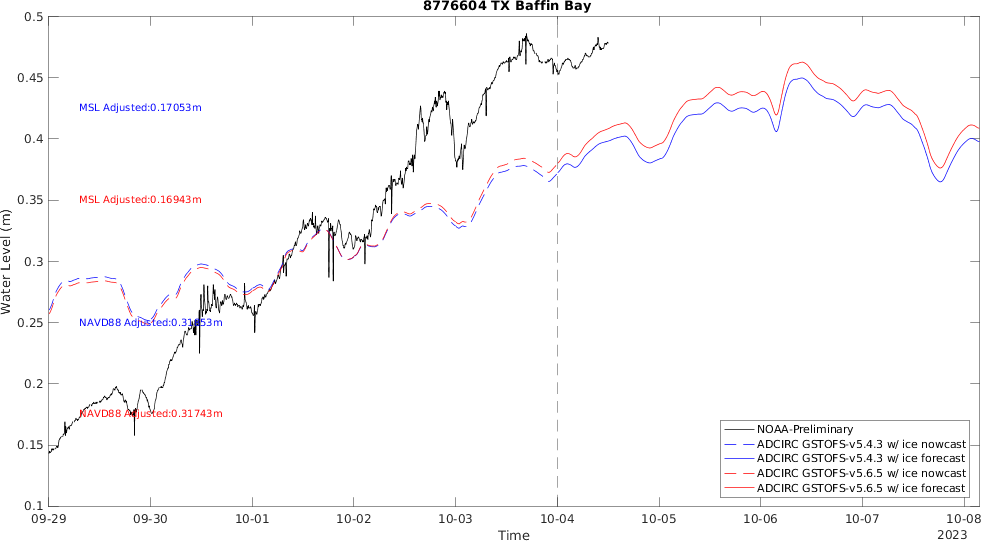 8776604 TX Baffin Bay
0.5
0.45
MSL Adjusted:0.17053m
0.4
0.35
MSL Adjusted:0.16943m
Water Level (m)
0.3
0.25
0.2
NAVD88 Adjusted:0.31743m
0.15
0.1
NOAA-Preliminary
ADCIRC GSTOFS-v5.4.3 w/ ice nowcast
ADCIRC GSTOFS-v5.4.3 w/ ice forecast
ADCIRC GSTOFS-v5.6.5 w/ ice nowcast
ADCIRC GSTOFS-v5.6.5 w/ ice forecast
09-29 09-30 10-01 10-02 10-03 10-04 10-05 10-06 10-07 10-08
Time
2023